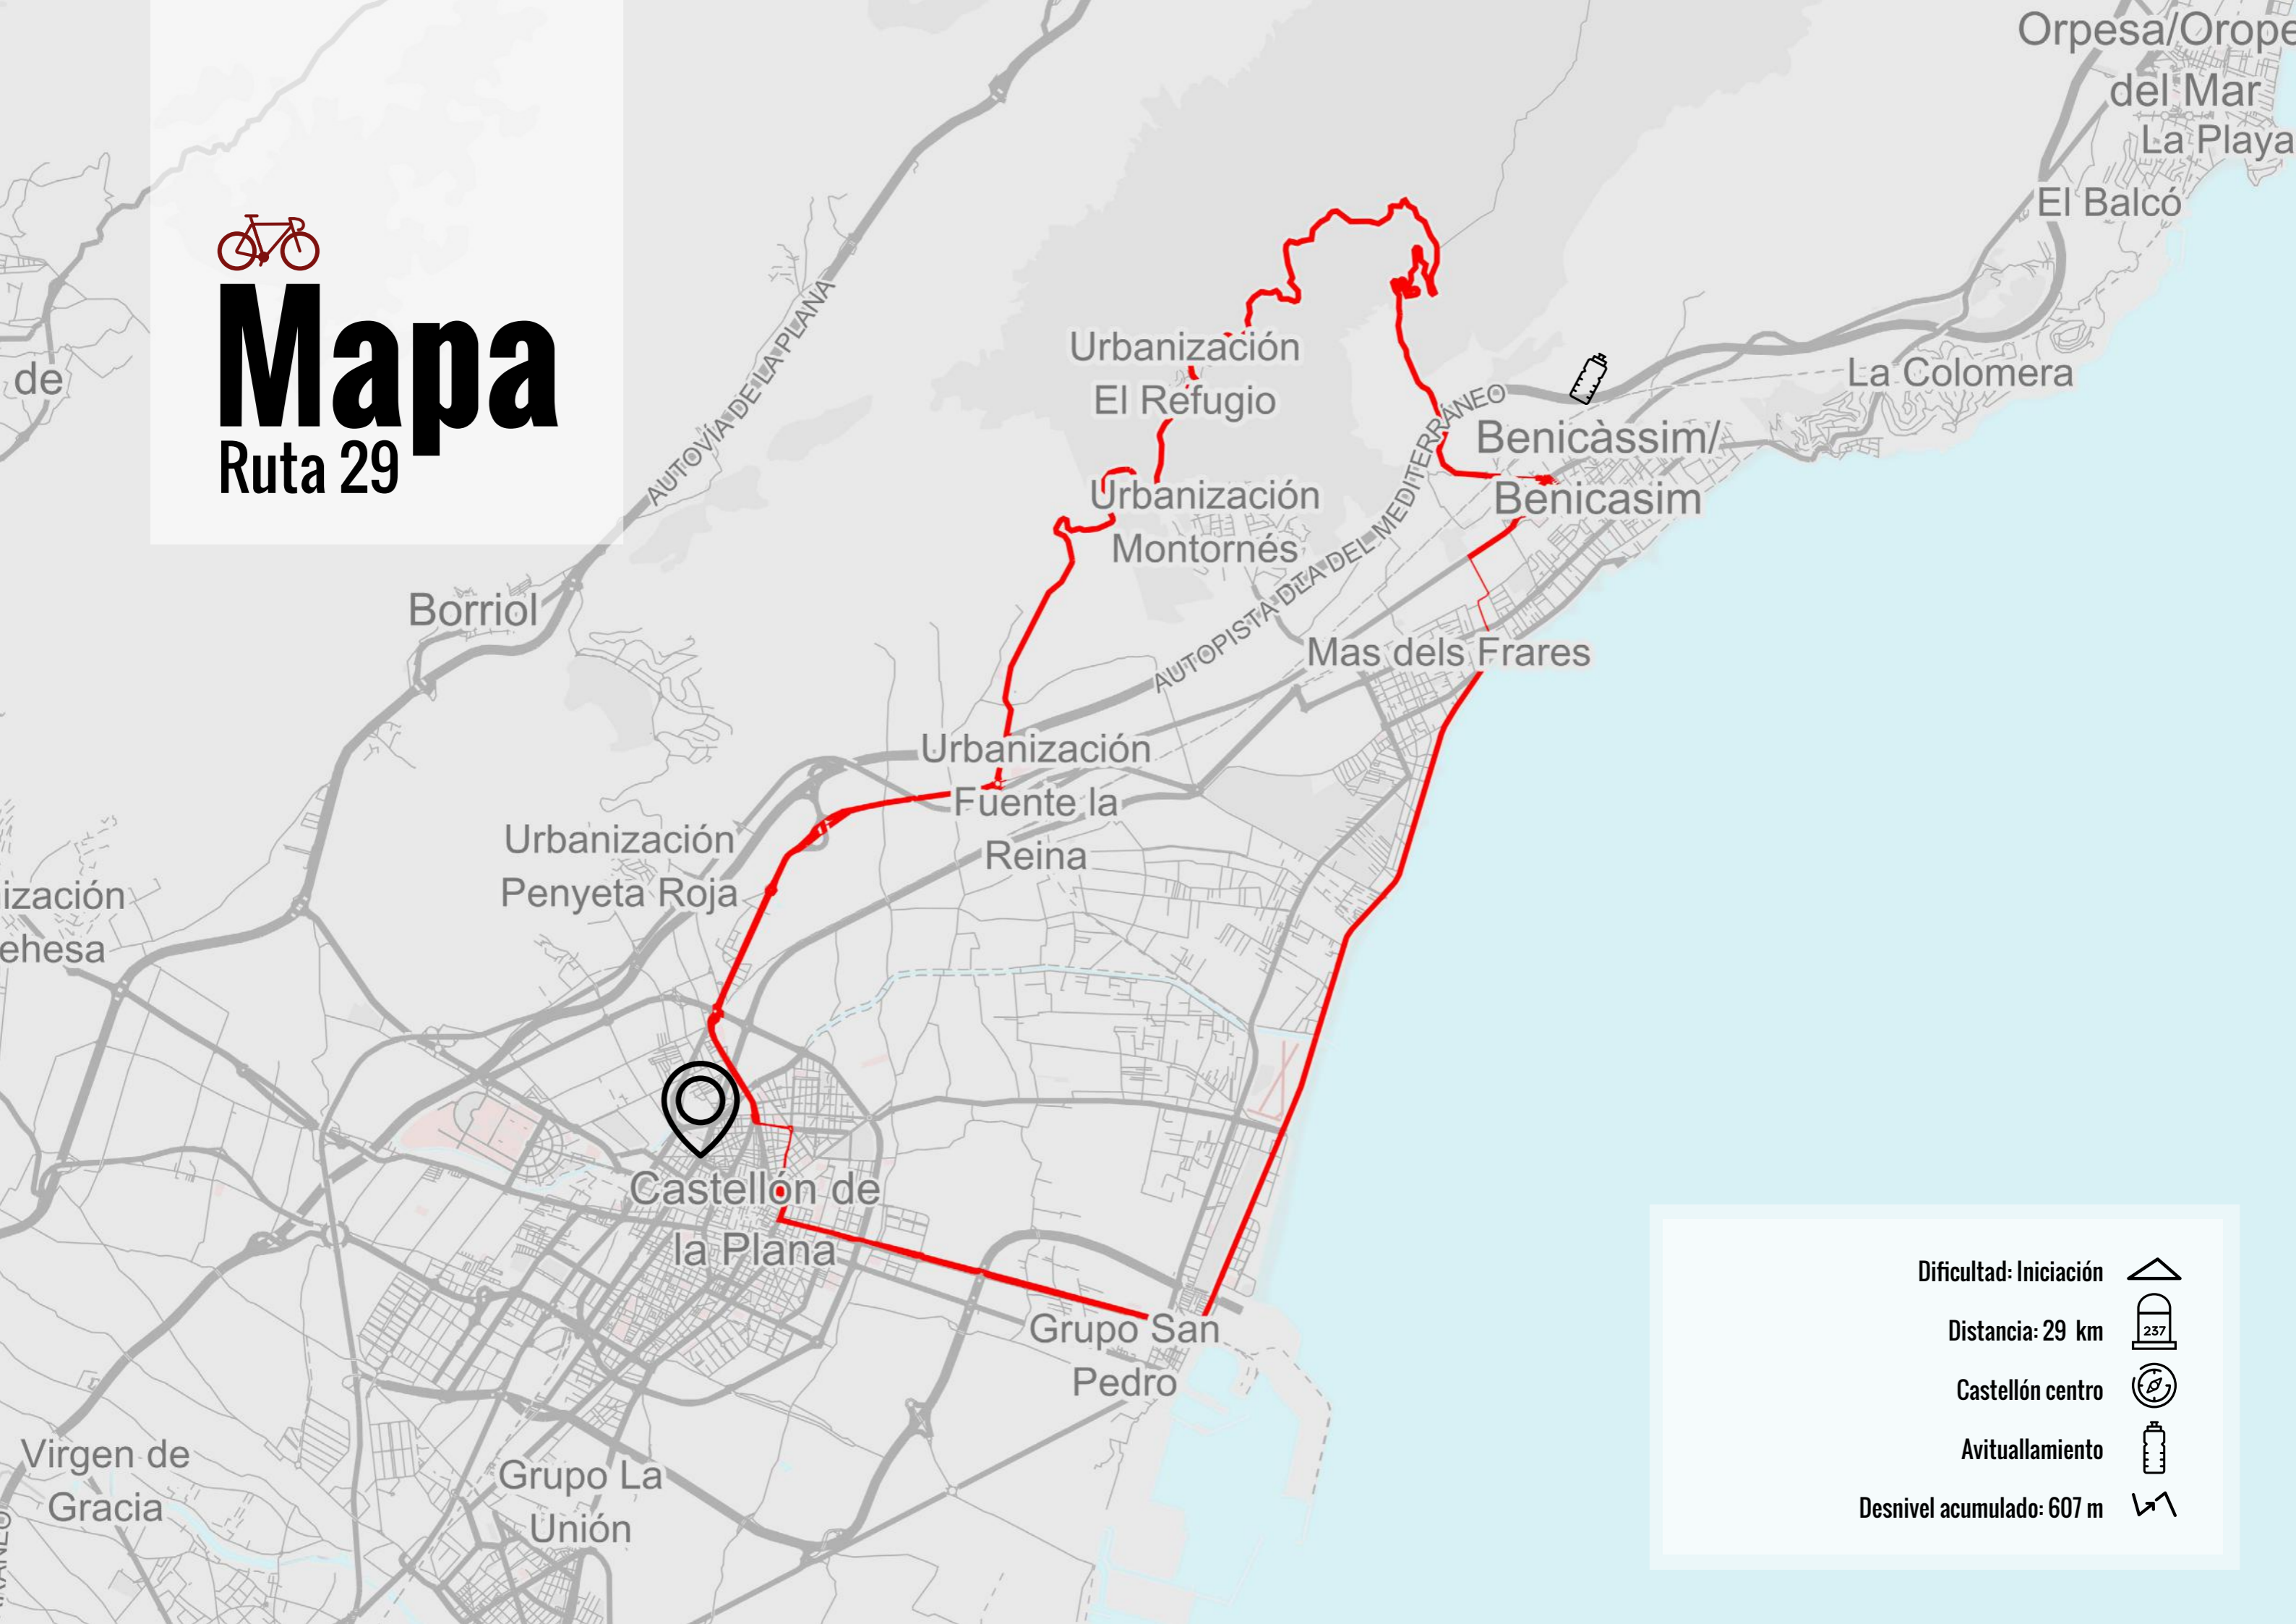 Orpesa/Orope
del Mar
La Playa
El Balcó
Mapa
Ruta 29
de
AUTOVÍA DE LA PLANA
Urbanización
El Refugio
La Colomera
AUTOPISTA DE LA DEL MEDITERRÁNEO
Benicàssim/
Benicasim
Urbanización
Montornés
Borriol
Mas dels Frares
Urbanización
Fuente la
Reina
Urbanización
Penyeta Roja
ización
ehesa
Castellón de
la Plana
Grupo San
Pedro
Virgen de
Gracia
Grupo La
Unión
Dificultad: Iniciación
Distancia: 29 km
237
Castellón centro
Avituallamiento
Desnivel acumulado: 607 m